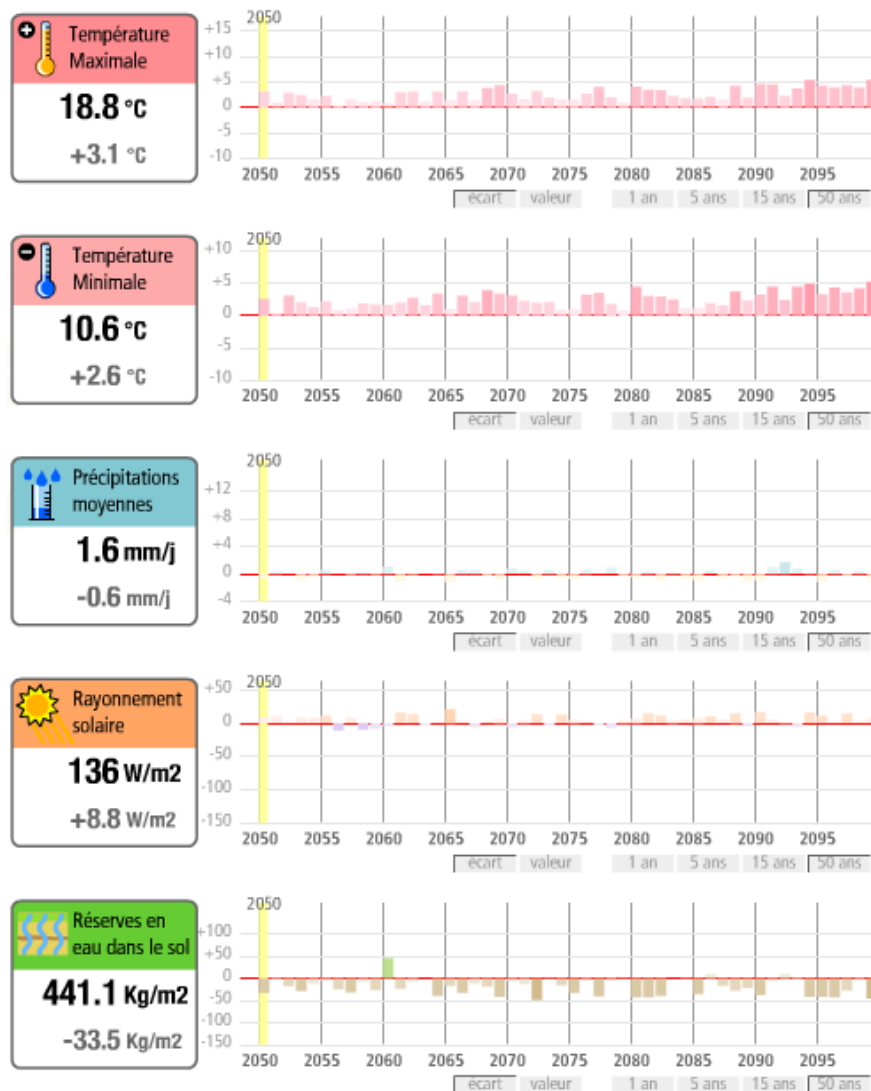 Température
Maximale
18.8 °C
+3.1 °C
2050
+15
+10
+5
0
-5
-10
2050 2055 2060 2065 2070 2075 2080 2085 2090 2095
écart valeur 1 an 5 ans 15 ans 50 ans
Température
Minimale
10.6 °C
+2.6 °C
2050
+10
+5
0
-5
-10
2050 2055 2060 2065 2070 2075 2080 2085 2090 2095
écart valeur 1 an 5 ans 15 ans 50 ans
Précipitations
moyennes
1.6 mm/j
-0.6 mm/j
2050
+12
+8
+4
0
-4
2050 2055 2060 2065 2070 2075 2080 2085 2090 2095
écart valeur 1 an 5 ans 15 ans 50 ans
Rayonnement
solaire
136 W/m2
+8.8 W/m2
2050
+50
0
-50
-100
-150
2050 2055 2060 2065 2070 2075 2080 2085 2090 2095
écart valeur 1 an 5 ans 15 ans 50 ans
Réserves en
eau dans le sol
441.1 Kg/m2
-33.5 Kg/m2
2050
+100
+50
0
-50
-100
-150
2050 2055 2060 2065 2070 2075 2080 2085 2090 2095
écart valeur 1 an 5 ans 15 ans 50 ans